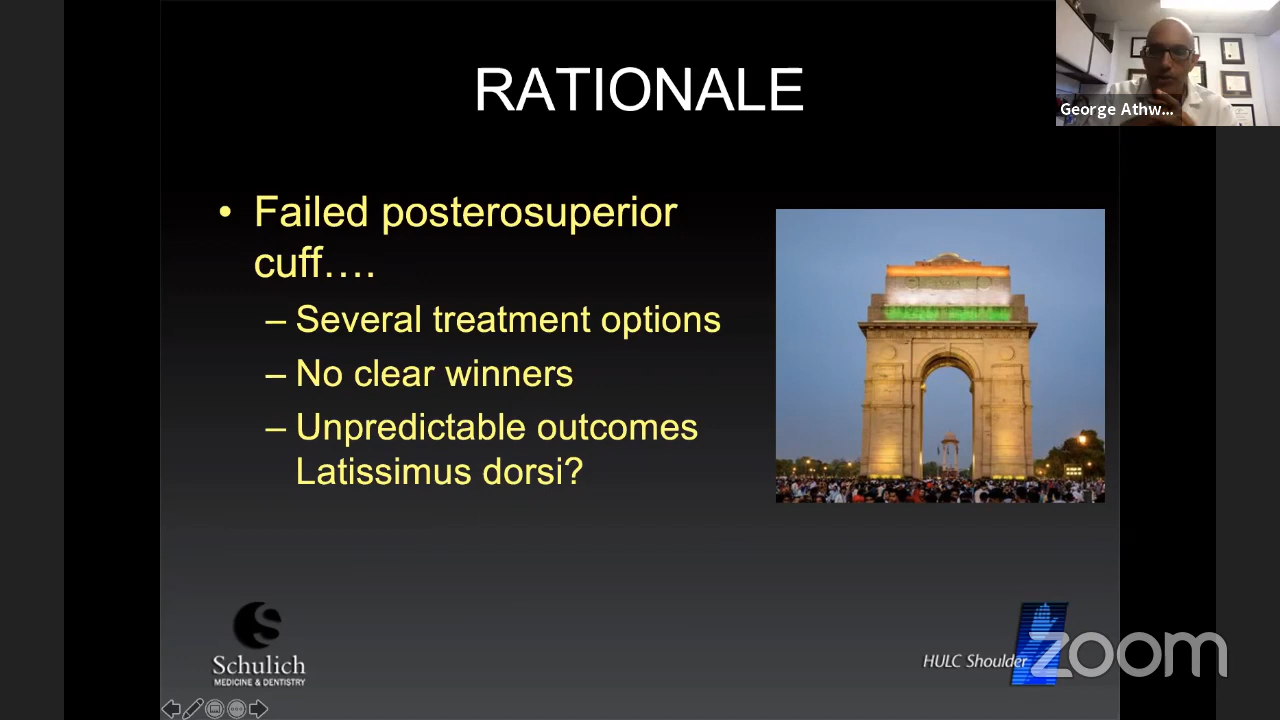 RATIONALE
George Athw...
• Failed posterosuperior
cuff….
– Several treatment options
– No clear winners
– Unpredictable outcomes
Latissimus dorsi?
Schulich
MEDICINE & DENTISTRY
HULC Shoulder
zoom